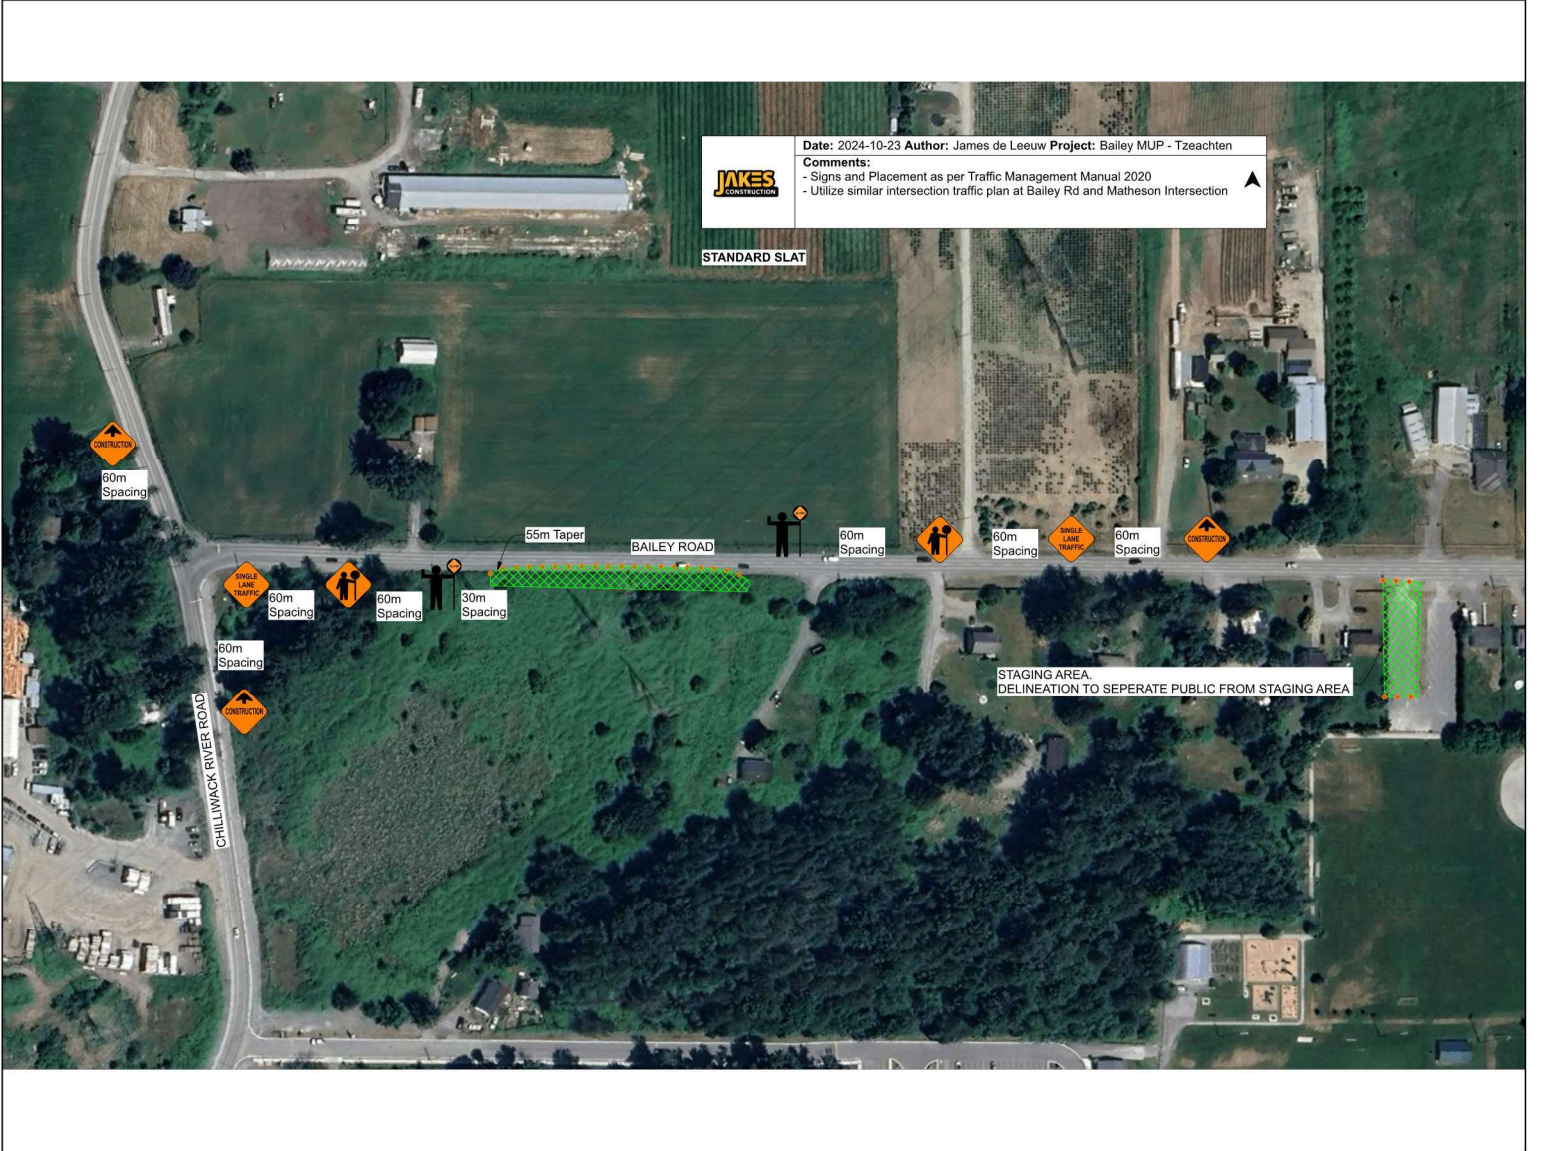 Date: 2024-10-23 Author: James de Leeuw Project: Bailey MUP - Tzeachten
JAKES
CONSTRUCTION
Comments:
- Signs and Placement as per Traffic Management Manual 2020
- Utilize similar intersection traffic plan at Bailey Rd and Matheson Intersection
STANDARD SLAT
CONSTRUCTION
60m
Spacing
55m Taper
BAILEY ROAD
60m
Spacing
60m
Spacing
SINGLE
LANE
TRAFFIC
60m
Spacing
CONSTRUCTION
SINGLE
LANE
TRAFFIC
60m
Spacing
60m
Spacing
30m
Spacing
60m
Spacing
CONSTRUCTION
CHILLIWACK RIVER ROAD
STAGING AREA.
DELINEATION TO SEPERATE PUBLIC FROM STAGING AREA